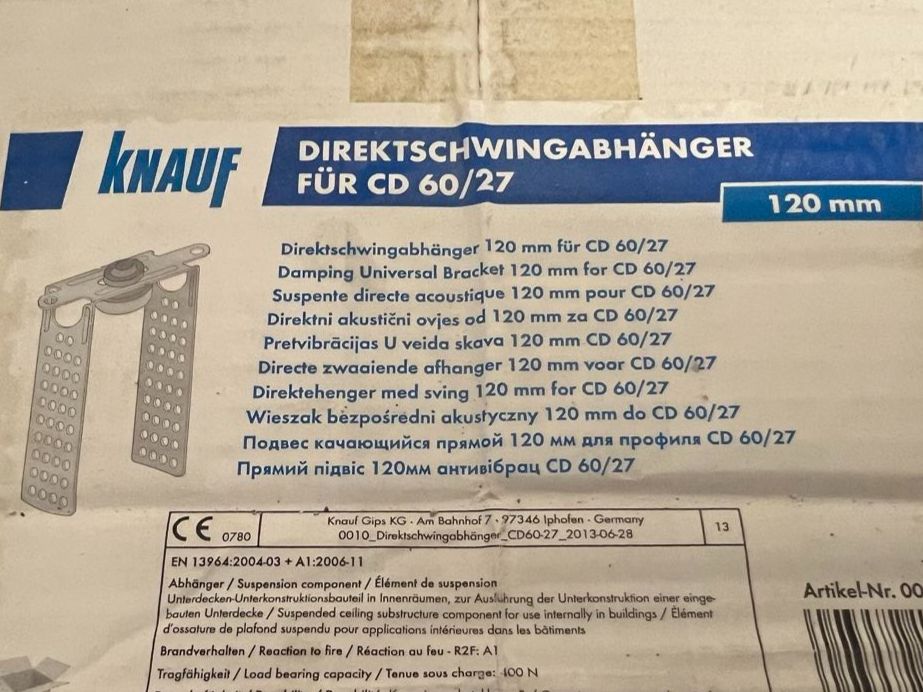 KNAUF
DIREKTSCHWINGABHÄNGER
FÜR CD 60/27
120 mm
Direktschwingabhänger 120 mm für CD 60/27
Damping Universal Bracket 120 mm for CD 60/27
Suspente directe acoustique 120 mm pour CD 60/27
Direktni akustični ovjes od 120 mm za CD 60/27
Pretvibrācijas U veida skava 120 mm CD 60/27
Directe zwaaiende afhanger 120 mm voor CD 60/27
Direktehenger med sving 120 mm for CD 60/27
Wieszak bezpośredni akustyczny 120 mm do CD 60/27
Подвес качающийся прямой 120 мм для профиля CD 60/27
Прямий підвіс 120мм антивібрац CD 60/27
CE 0780
Knauf Gips KG · Am Bahnhof 7 · 97346 Iphofen · Germany
0010_Direktschwingabhänger_CD60-27_2013-06-28
13
EN 13964:2004-03 + A1:2006-11
Abhänger / Suspension component / Élément de suspension
Unterdecken-Unterkonstruktionsbauteil in Innenräumen, zur Ausführung der Unterkonstruktion einer einge-
bauten Unterdecke / Suspended ceiling substructure component for use internally in buildings / Élément
d'ossature de plafond suspendu pour applications intérieures dans les bâtiments
Brandverhalten / Reaction to fire / Réaction au feu - R2F: A1
Tragfähigkeit / Load bearing capacity / Tenue sous charge: 400 N
Artikel-Nr. 00